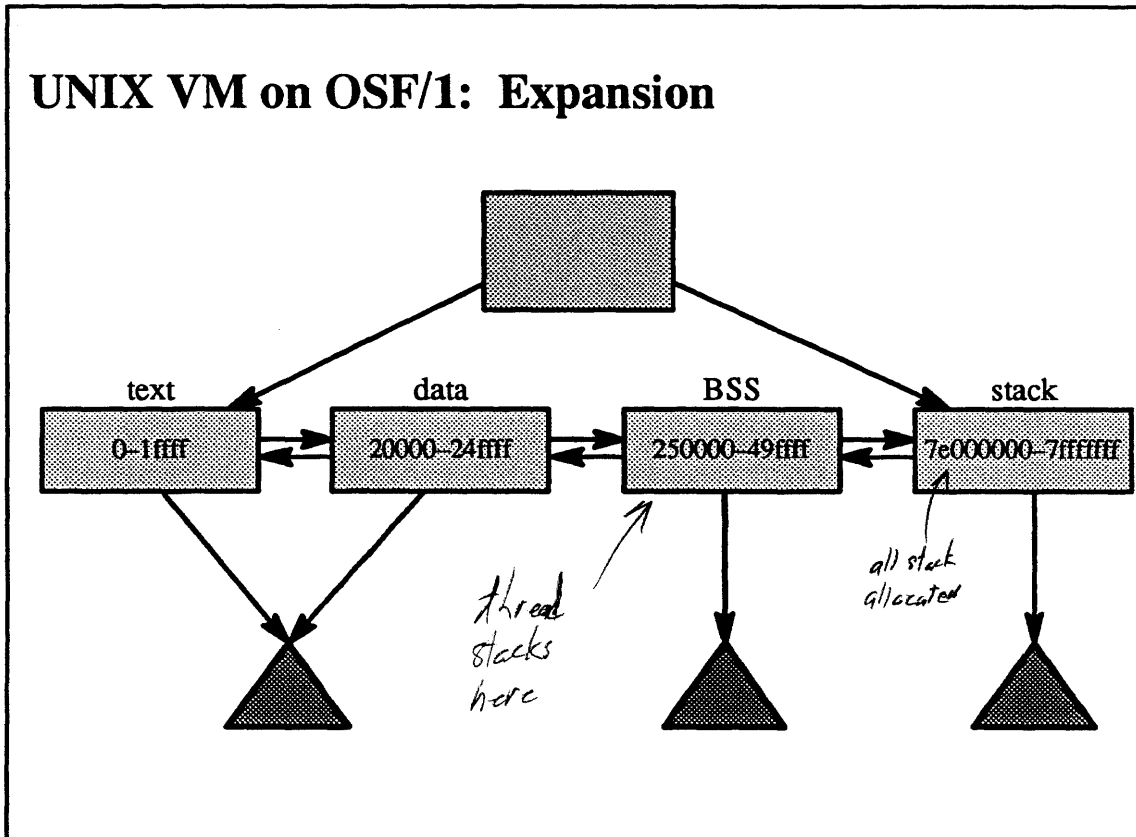 UNIX VM on OSF/1: Expansion
text data BSS stack
0–1ffff 20000–24ffff 250000–49ffff 7e000000–7fffffff
thread
stacks
here
all stack
allocated